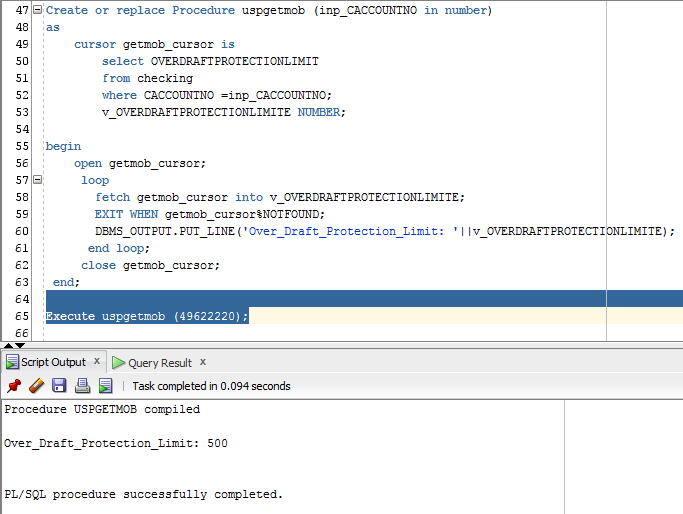 47 Create or replace Procedure uspgetmob (inp_CACCOUNTNO in number)
48 as
49 cursor getmob_cursor is
50 select OVERDRAFTPROTECTIONLIMIT
51 from checking
52 where CACCOUNTNO =inp_CACCOUNTNO;
53 v_OVERDRAFTPROTECTIONLIMITE NUMBER;
54
55 begin
56 open getmob_cursor;
57 loop
58 fetch getmob_cursor into v_OVERDRAFTPROTECTIONLIMITE;
59 EXIT WHEN getmob_cursor%NOTFOUND;
60 DBMS_OUTPUT.PUT_LINE('Over_Draft_Protection_Limit: '||v_OVERDRAFTPROTECTIONLIMITE);
61 end loop;
62 close getmob_cursor;
63 end;
64
65 Execute uspgetmob (49622220);
66
Script Output x Query Result x
Task completed in 0.094 seconds
Procedure USPGETMOB compiled
Over_Draft_Protection_Limit: 500
PL/SQL procedure successfully completed.